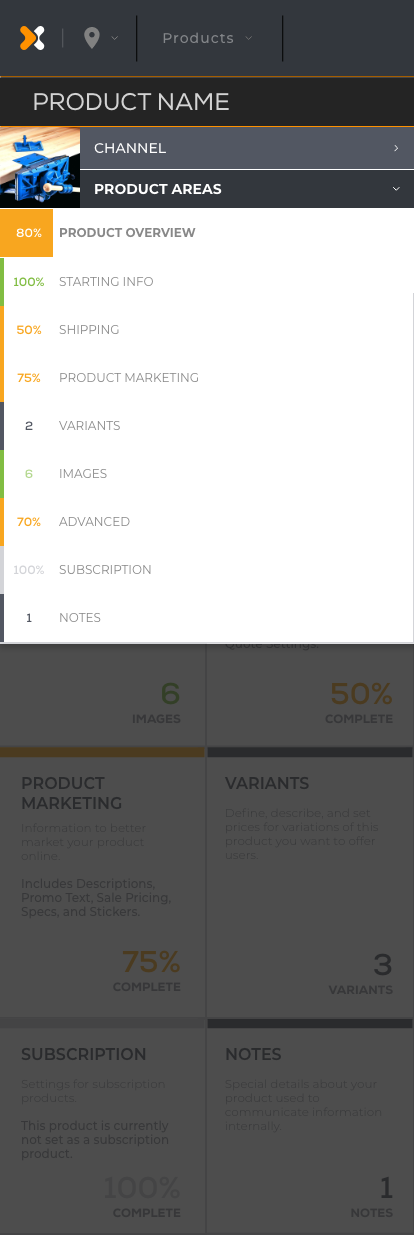 Products
PRODUCT NAME
CHANNEL
PRODUCT AREAS
80% PRODUCT OVERVIEW
100% STARTING INFO
50% SHIPPING
75% PRODUCT MARKETING
2 VARIANTS
6 IMAGES
70% ADVANCED
100% SUBSCRIPTION
1 NOTES
Quote Settings.
6
IMAGES
50%
COMPLETE
PRODUCT
MARKETING
Information to better
market your product
online.
Includes Descriptions,
Promo Text, Sale Pricing,
Specs, and Stickers.
75%
COMPLETE
VARIANTS
Define, describe, and set
prices for variations of this
product you want to offer
users
3
VARIANTS
SUBSCRIPTION
Settings for subscription
products.
This product is currently
not set as a subscription
product.
100%
COMPLETE
NOTES
Special details about your
product used to
communicate information
internally.
1
NOTES